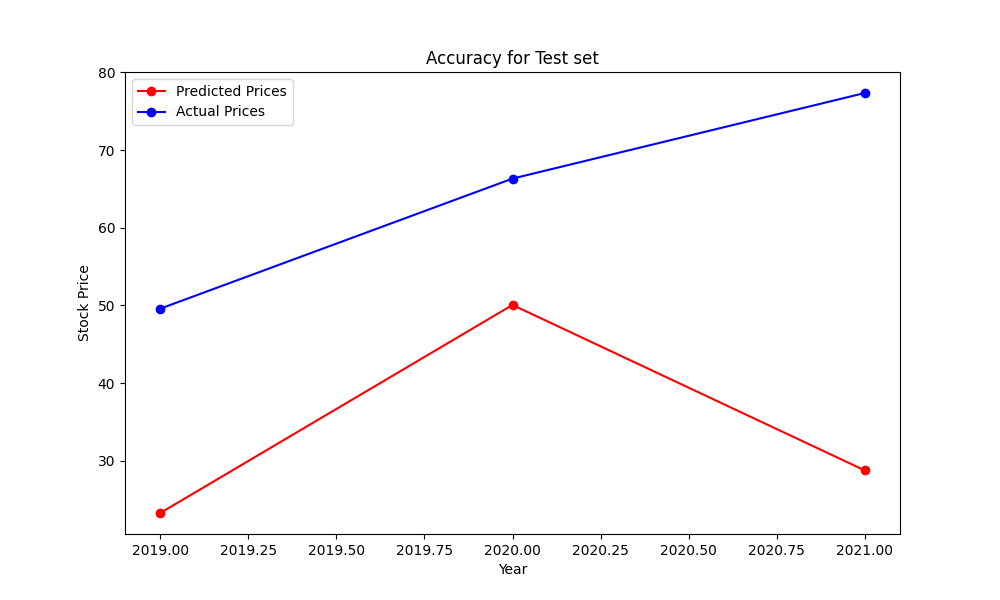 Accuracy for Test set
Predicted Prices
Actual Prices
80
70
60
50
40
30
Stock Price
2019.00 2019.25 2019.50 2019.75 2020.00 2020.25 2020.50 2020.75 2021.00
Year